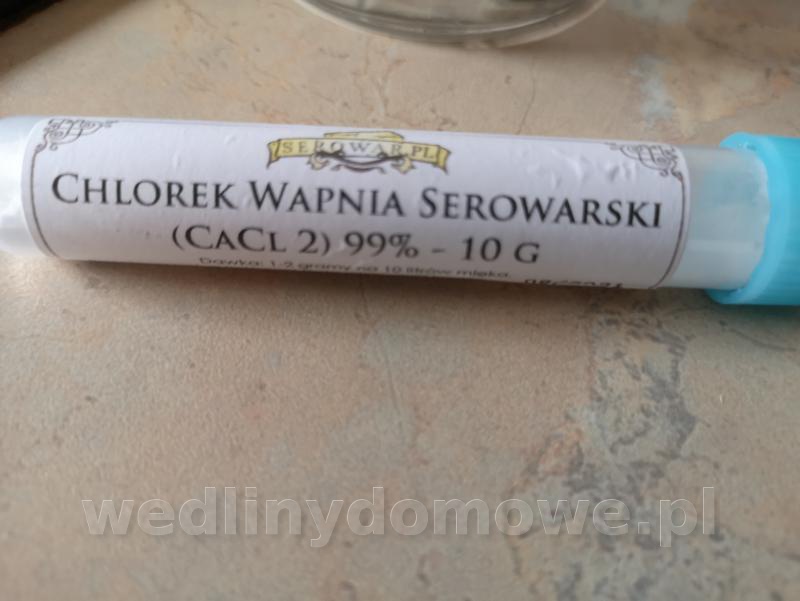 SEROWAR.PL
CHLOREK WAPNIA SEROWARSKI
(CACL 2) 99% - 10 G
Dawka: 1-2 gramy na 10 litrów mleka.
wedlinydomowe.pl